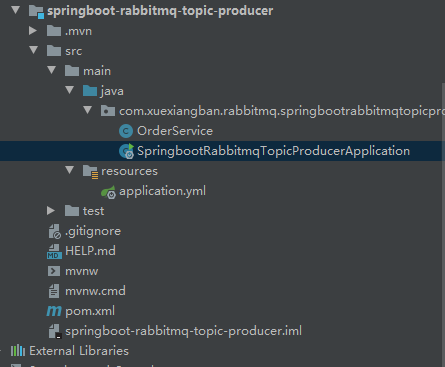 springboot-rabbitmq-topic-producer
.mvn
src
main
java
com.xuexiangban.rabbitmq.springbootrabbitmqtopicpro
OrderService
SpringbootRabbitmqTopicProducerApplication
resources
application.yml
test
.gitignore
HELP.md
mvnw
mvnw.cmd
pom.xml
springboot-rabbitmq-topic-producer.iml
External Libraries